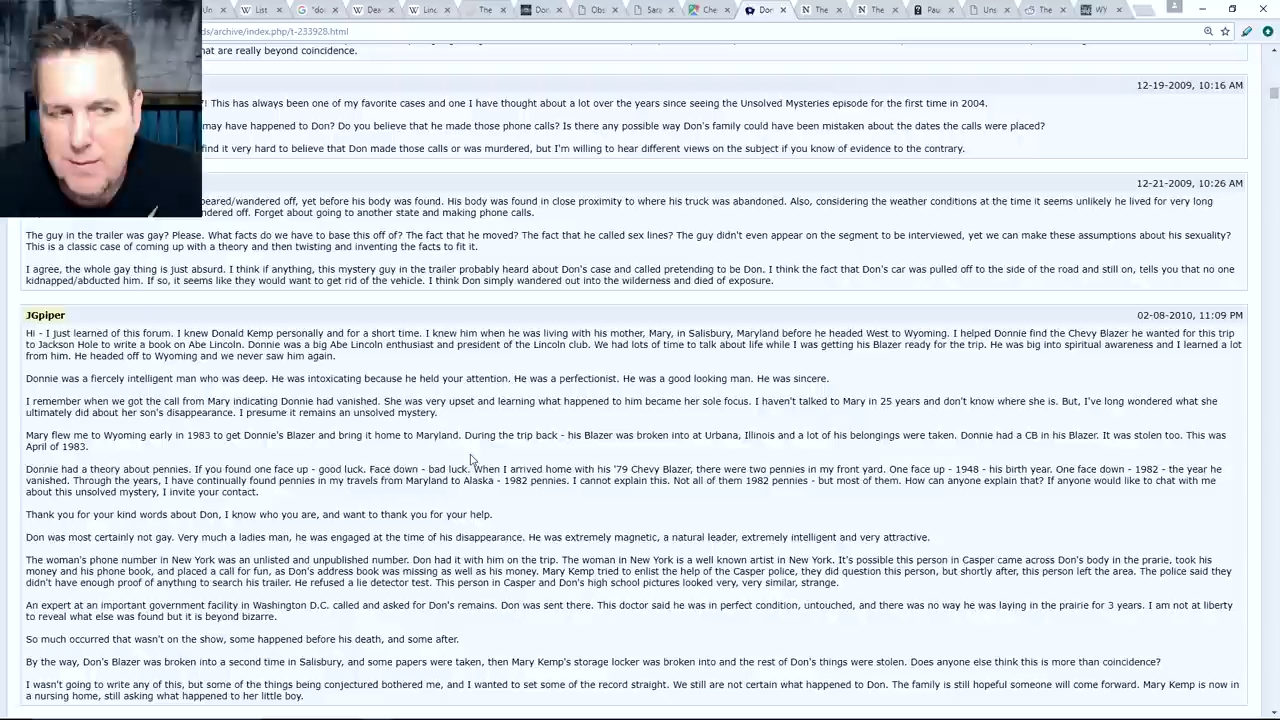 Un
List
"do
Dea
Linc
The
Don
Obs
Sara
Che
Don
The
The
Pau
Uns
The
WY
ds/archive/index.php/t-233928.html
hat are really beyond coincidence.
12-19-2009, 10:16 AM
?! This has always been one of my favorite cases and one I have thought about a lot over the years since seeing the Unsolved Mysteries episode for the first time in 2004.
may have happened to Don? Do you believe that he made those phone calls? Is there any possible way Don's family could have been mistaken about the dates the calls were placed?
find it very hard to believe that Don made those calls or was murdered, but I'm willing to hear different views on the subject if you know of evidence to the contrary.
12-21-2009, 10:26 AM
peared/wandered off, yet before his body was found. His body was found in close proximity to where his truck was abandoned. Also, considering the weather conditions at the time it seems unlikely he lived for very long
ndered off. Forget about going to another state and making phone calls.
The guy in the trailer was gay? Please. What facts do we have to base this off of? The fact that he moved? The fact that he called sex lines? The guy didn't even appear on the segment to be interviewed, yet we can make these assumptions about his sexuality?
This is a classic case of coming up with a theory and then twisting and inventing the facts to fit it.
I agree, the whole gay thing is just absurd. I think if anything, this mystery guy in the trailer probably heard about Don's case and called pretending to be Don. I think the fact that Don's car was pulled off to the side of the road and still on, tells you that no one
kidnapped/abducted him. If so, it seems like they would want to get rid of the vehicle. I think Don simply wandered out into the wilderness and died of exposure.
JGpiper
02-08-2010, 11:09 PM
Hi - I just learned of this forum. I knew Donald Kemp personally and for a short time. I knew him when he was living with his mother, Mary, in Salisbury, Maryland before he headed West to Wyoming. I helped Donnie find the Chevy Blazer he wanted for this trip
to Jackson Hole to write a book on Abe Lincoln. Donnie was a big Abe Lincoln enthusiast and president of the Lincoln club. We had lots of time to talk about life while I was getting his Blazer ready for the trip. He was big into spiritual awareness and I learned a lot
from him. He headed off to Wyoming and we never saw him again.
Donnie was a fiercely intelligent man who was deep. He was intoxicating because he held your attention. He was a perfectionist. He was a good looking man. He was sincere.
I remember when we got the call from Mary indicating Donnie had vanished. She was very upset and learning what happened to him became her sole focus. I haven't talked to Mary in 25 years and don't know where she is. But, I've long wondered what she
ultimately did about her son's disappearance. I presume it remains an unsolved mystery.
Mary flew me to Wyoming early in 1983 to get Donnie's Blazer and bring it home to Maryland. During the trip back - his Blazer was broken into at Urbana, Illinois and a lot of his belongings were taken. Donnie had a CB in his Blazer. It was stolen too. This was
April of 1983.
Donnie had a theory about pennies. If you found one face up - good luck. Face down - bad luck. When I arrived home with his '79 Chevy Blazer, there were two pennies in my front yard. One face up - 1948 - his birth year. One face down - 1982 - the year he
vanished. Through the years, I have continually found pennies in my travels from Maryland to Alaska - 1982 pennies. I cannot explain this. Not all of them 1982 pennies - but most of them. How can anyone explain that? If anyone would like to chat with me
about this unsolved mystery, I invite your contact.
Thank you for your kind words about Don, I know who you are, and want to thank you for your help.
Don was most certainly not gay. Very much a ladies man, he was engaged at the time of his disappearance. He was extremely magnetic, a natural leader, extremely intelligent and very attractive.
The woman's phone number in New York was an unlisted and unpublished number. Don had it with him on the trip. The woman in New York is a well known artist in New York. It's possible this person in Casper came across Don's body in the prarie, took his
money and his phone book, and placed a call for fun, as Don's address book was missing as well as his money. Mary Kemp tried to enlist the help of the Casper police, they did question this person, but shortly after, this person left the area. The police said they
didn't have enough proof of anything to search his trailer. He refused a lie detector test. This person in Casper and Don's high school pictures looked very, very similar, strange.
An expert at an important government facility in Washington D.C. called and asked for Don's remains. Don was sent there. This doctor said he was in perfect condition, untouched, and there was no way he was laying in the prairie for 3 years. I am not at liberty
to reveal what else was found but it is beyond bizarre.
So much occurred that wasn't on the show, some happened before his death, and some after.
By the way, Don's Blazer was broken into a second time in Salisbury, and some papers were taken, then Mary Kemp's storage locker was broken into and the rest of Don's things were stolen. Does anyone else think this is more than coincidence?
I wasn't going to write any of this, but some of the things being conjectured bothered me, and I wanted to set some of the record straight. We still are not certain what happened to Don. The family is still hopeful someone will come forward. Mary Kemp is now in
a nursing home, still asking what happened to her little boy.